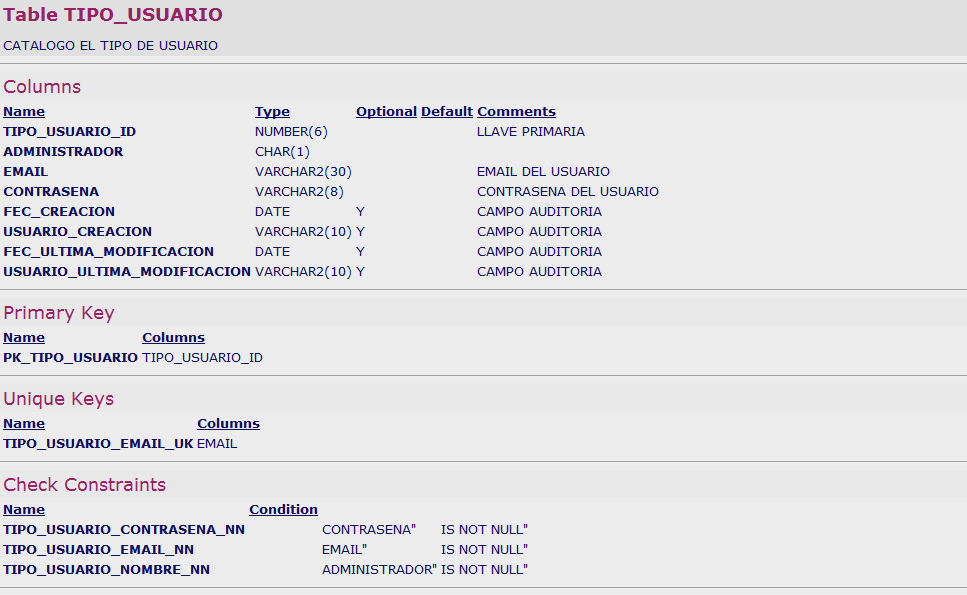 Table TIPO_USUARIO
CATALOGO EL TIPO DE USUARIO
Columns
Name Type Optional Default Comments
TIPO_USUARIO_ID NUMBER(6) LLAVE PRIMARIA
ADMINISTRADOR CHAR(1)
EMAIL VARCHAR2(30) EMAIL DEL USUARIO
CONTRASENA VARCHAR2(8) CONTRASENA DEL USUARIO
FEC_CREACION DATE Y CAMPO AUDITORIA
USUARIO_CREACION VARCHAR2(10) Y CAMPO AUDITORIA
FEC_ULTIMA_MODIFICACION DATE Y CAMPO AUDITORIA
USUARIO_ULTIMA_MODIFICACION VARCHAR2(10) Y CAMPO AUDITORIA
Primary Key
Name Columns
PK_TIPO_USUARIO TIPO_USUARIO_ID
Unique Keys
Name Columns
TIPO_USUARIO_EMAIL_UK EMAIL
Check Constraints
Name Condition
TIPO_USUARIO_CONTRASENA_NN CONTRASENA" IS NOT NULL"
TIPO_USUARIO_EMAIL_NN EMAIL" IS NOT NULL"
TIPO_USUARIO_NOMBRE_NN ADMINISTRADOR" IS NOT NULL"